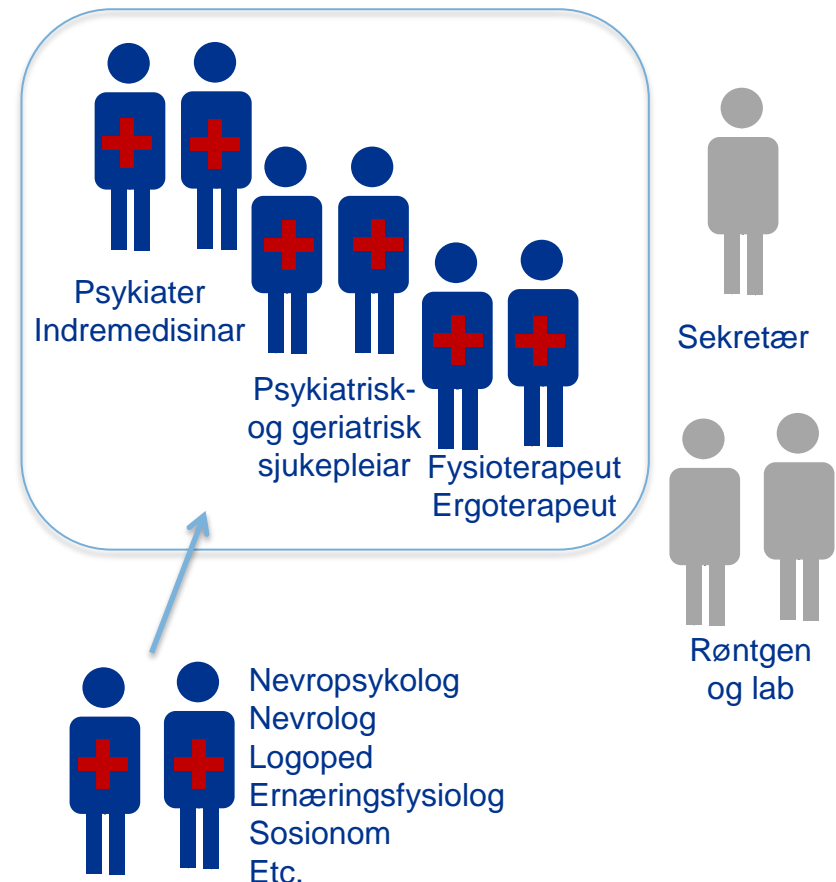 Psykiater
Indremedisinar
Psykiatrisk-
og geriatrisk
sjukepleiar
Fysioterapeut
Ergoterapeut
Sekretær
Røntgen
og lab
Nevropsykolog
Nevrolog
Logoped
Ernæringsfysiolog
Sosionom
Etc.